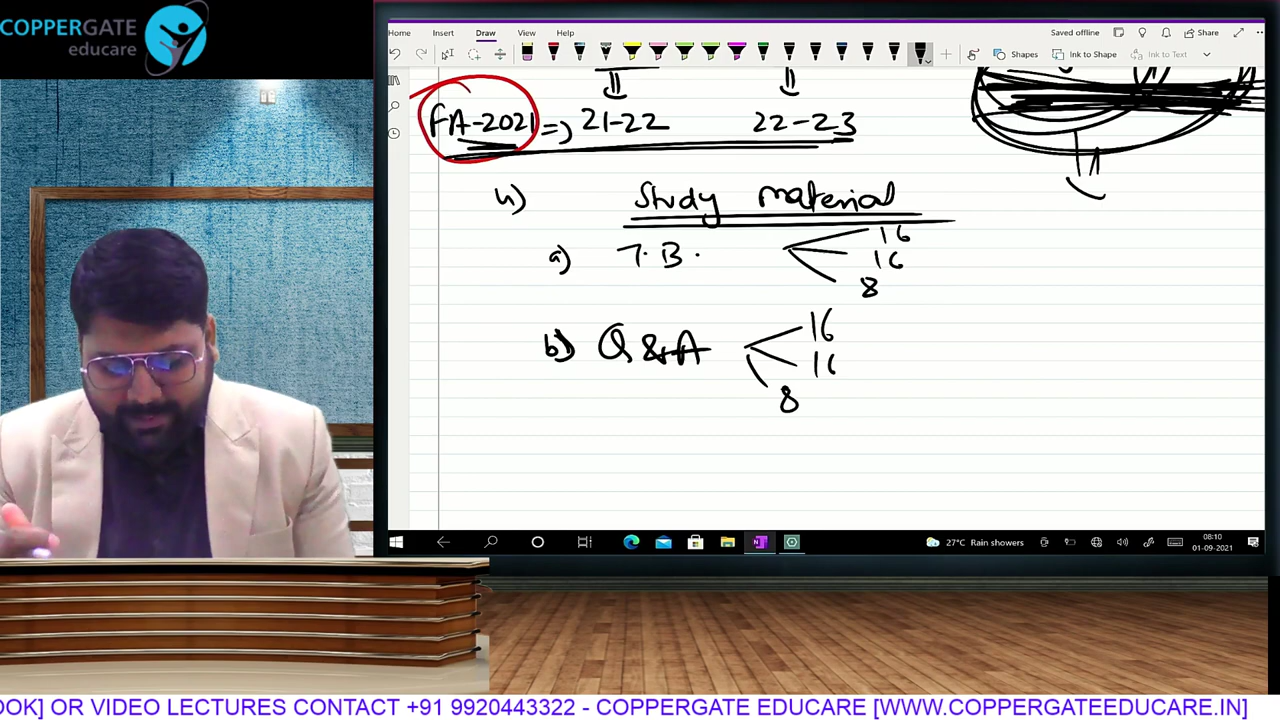 COPPERGATE
educare
Home Insert Draw View Help
Saved offline
Share
Shapes
Ink to Shape
Ink to Text
FA-2021 => 21-22 22-23
4) Study material
a) T.B. 16
16
8
b) Q & A 16
16
8
27°C Rain showers
08:10
01-09-2021
OOK] OR VIDEO LECTURES CONTACT +91 9920443322 - COPPERGATE EDUCARE [WWW.COPPERGATEEDUCARE.IN]